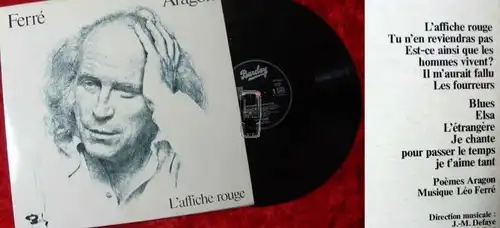 Ferré
Aragon
L'affiche rouge
Barclay
1
L'affiche rouge
Tu n'en reviendras pas
Est-ce ainsi que les
hommes vivent?
Il m'aurait fallu
Les fourreurs
Blues
Elsa
L'étrangère
Je chante
pour passer le temps
je t'aime tant
Poèmes Aragon
Musique Léo Ferré
Direction musicale :
J.-M. Defaye